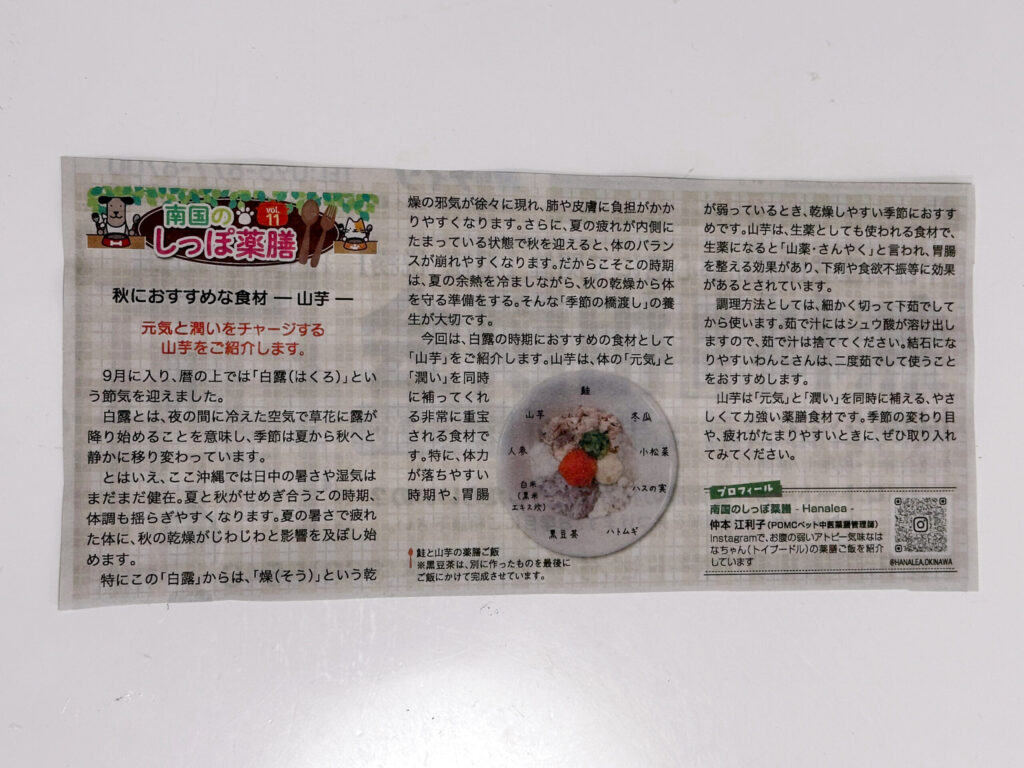 南国の
vol.
11
しっぽ薬膳
秋におすすめな食材 ― 山芋 ―
元気と潤いをチャージする
山芋をご紹介します。
9月に入り、暦の上では「白露（はくろ）」とい
う節気を迎えました。
白露とは、夜の間に冷えた空気で草花に露が
降り始めることを意味し、季節は夏から秋へと
静かに移り変わっています。
とはいえ、ここ沖縄では日中の暑さや湿気は
まだまだ健在。夏と秋がせめぎ合うこの時期、
体調も揺らぎやすくなります。夏の暑さで疲れ
た体に、秋の乾燥がじわじわと影響を及ぼし始
めます。
特にこの「白露」からは、「燥（そう）」という乾
燥の邪気が徐々に現れ、肺や皮膚に負担がかか
りやすくなります。さらに、夏の疲れが内側に
たまっている状態で秋を迎えると、体のバラン
スが崩れやすくなります。だからこそこの時期
は、夏の余熱を冷ましながら、秋の乾燥から体
を守る準備をする。そんな「季節の橋渡し」の養
生が大切です。
今回は、白露の時期におすすめの食材として
「山芋」をご紹介します。山芋は、体の「元気」と
「潤い」を同時
に補ってくれ
る非常に重宝
される食材で
す。特に、体力
が落ちやすい
時期や、胃腸
鮭
山芋
冬瓜
人参
小松菜
白米
（黒米
エキス炊）
ハスの実
黒豆茶
ハトムギ
鮭と山芋の薬膳ご飯
※黒豆茶は、別に作ったものを最後に
ご飯にかけて完成させています。
が弱っているとき、乾燥しやすい季節におすす
めです。山芋は、生薬としても使われる食材で、
生薬になると「山薬・さんやく」と言われ、胃腸
を整える効果があり、下痢や食欲不振等に効果
があるとされています。
調理方法としては、細かく切って下茹でして
から使います。茹で汁にはシュウ酸が溶け出し
ますので、茹で汁は捨ててください。結石にな
りやすいわんこさんは、二度茹でして使うこと
をおすすめします。
山芋は「元気」と「潤い」を同時に補える、やさ
しくて力強い薬膳食材です。季節の変わり目
や、疲れがたまりやすいときに、ぜひ取り入れ
てみてください。
プロフィール
南国のしっぽ薬膳 - Hanalea -
仲本 江利子（POMCペット中医薬膳管理師）
Instagramで、お腹の弱いアトピー気味なは
なちゃん（トイプードル）の薬膳ご飯を紹介
しています
@HANALEA.OKINAWA